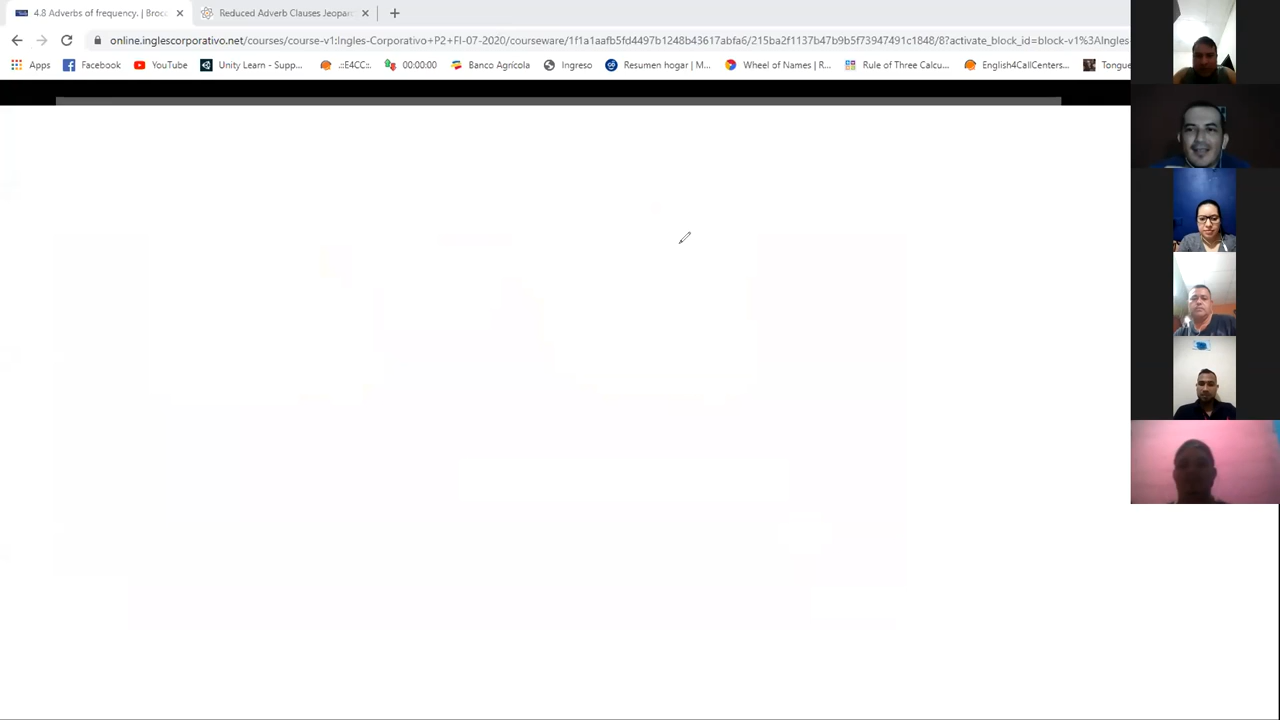 4.8 Adverbs of frequency. | Broc
Reduced Adverb Clauses Jeopar
online.inglescorporativo.net/courses/course-v1:Ingles-Corporativo+P2+FI-07-2020/courseware/1f1a1aafb5fd4497b1248b43617abfa6/215ba2f1137b47b9b5f73947491c1848/8?activate_block_id=block-v1%3AIngles-
Apps Facebook YouTube Unity Learn - Supp... .::E4CC::. 00:00:00 Banco Agricola Ingreso Resumen hogar | M... Wheel of Names | R... Rule of Three Calcu... English4CallCenters... Tongue